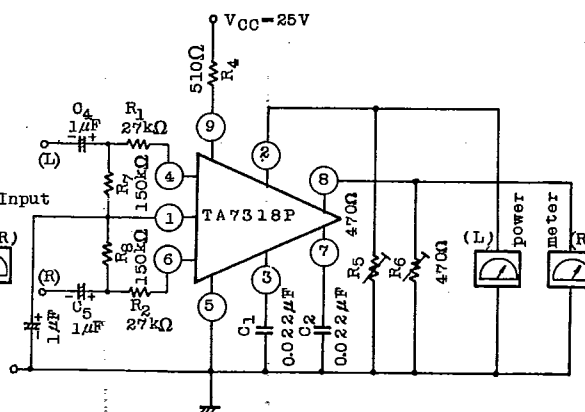 VCC=25V
510Ω
R4
9
C4
1μF
- +
R1
27kΩ
(L)
4
2
R7
150kΩ
8
Input
1
TA7318P
470Ω
(L)
power
meter
(R
R)
R8
150kΩ
6
7
R5
R6
470Ω
(R)
- +
C5
1μF
R2
27kΩ
3
5
+
-
1μF
C1
0.022μF
C2
0.022μF